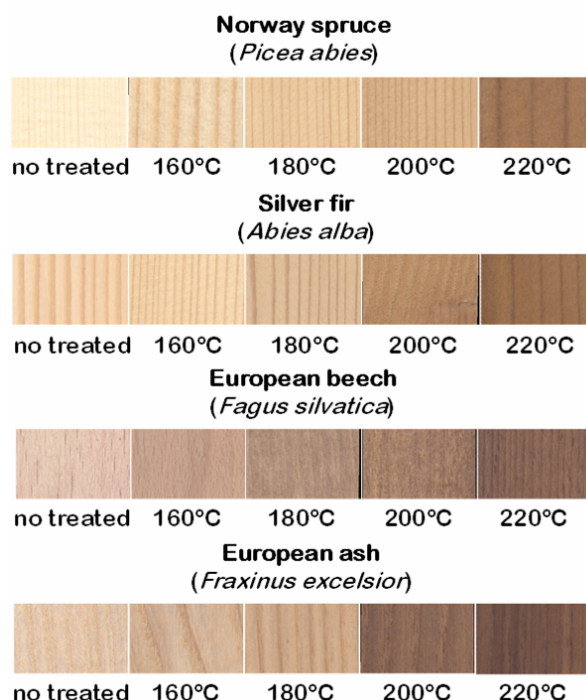 Norway spruce
(Picea abies)
no treated 160°C 180°C 200°C 220°C
Silver fir
(Abies alba)
no treated 160°C 180°C 200°C 220°C
European beech
(Fagus silvatica)
no treated 160°C 180°C 200°C 220°C
European ash
(Fraxinus excelsior)
no treated 160°C 180°C 200°C 220°C